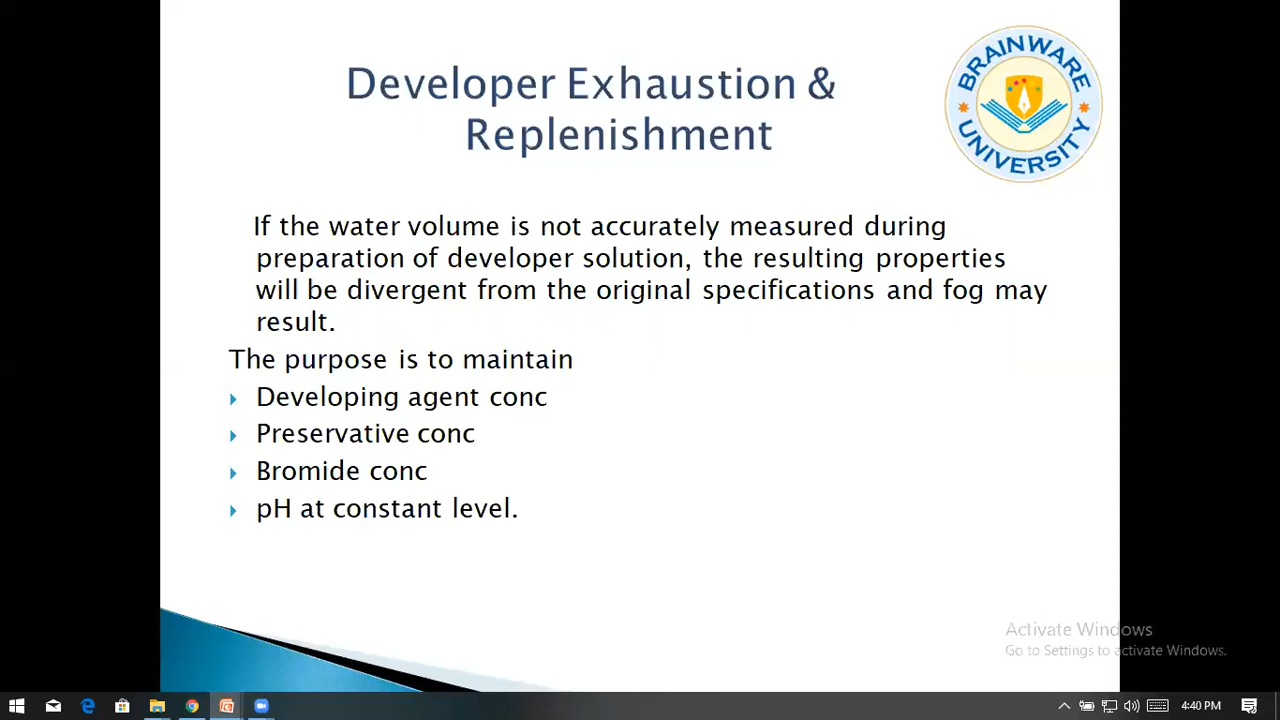 Developer Exhaustion &
Replenishment
BRAINWARE
UNIVERSITY
If the water volume is not accurately measured during
preparation of developer solution, the resulting properties
will be divergent from the original specifications and fog may
result.
The purpose is to maintain
Developing agent conc
Preservative conc
Bromide conc
pH at constant level.
Activate Windows
Go to Settings to activate Windows.
4:40 PM